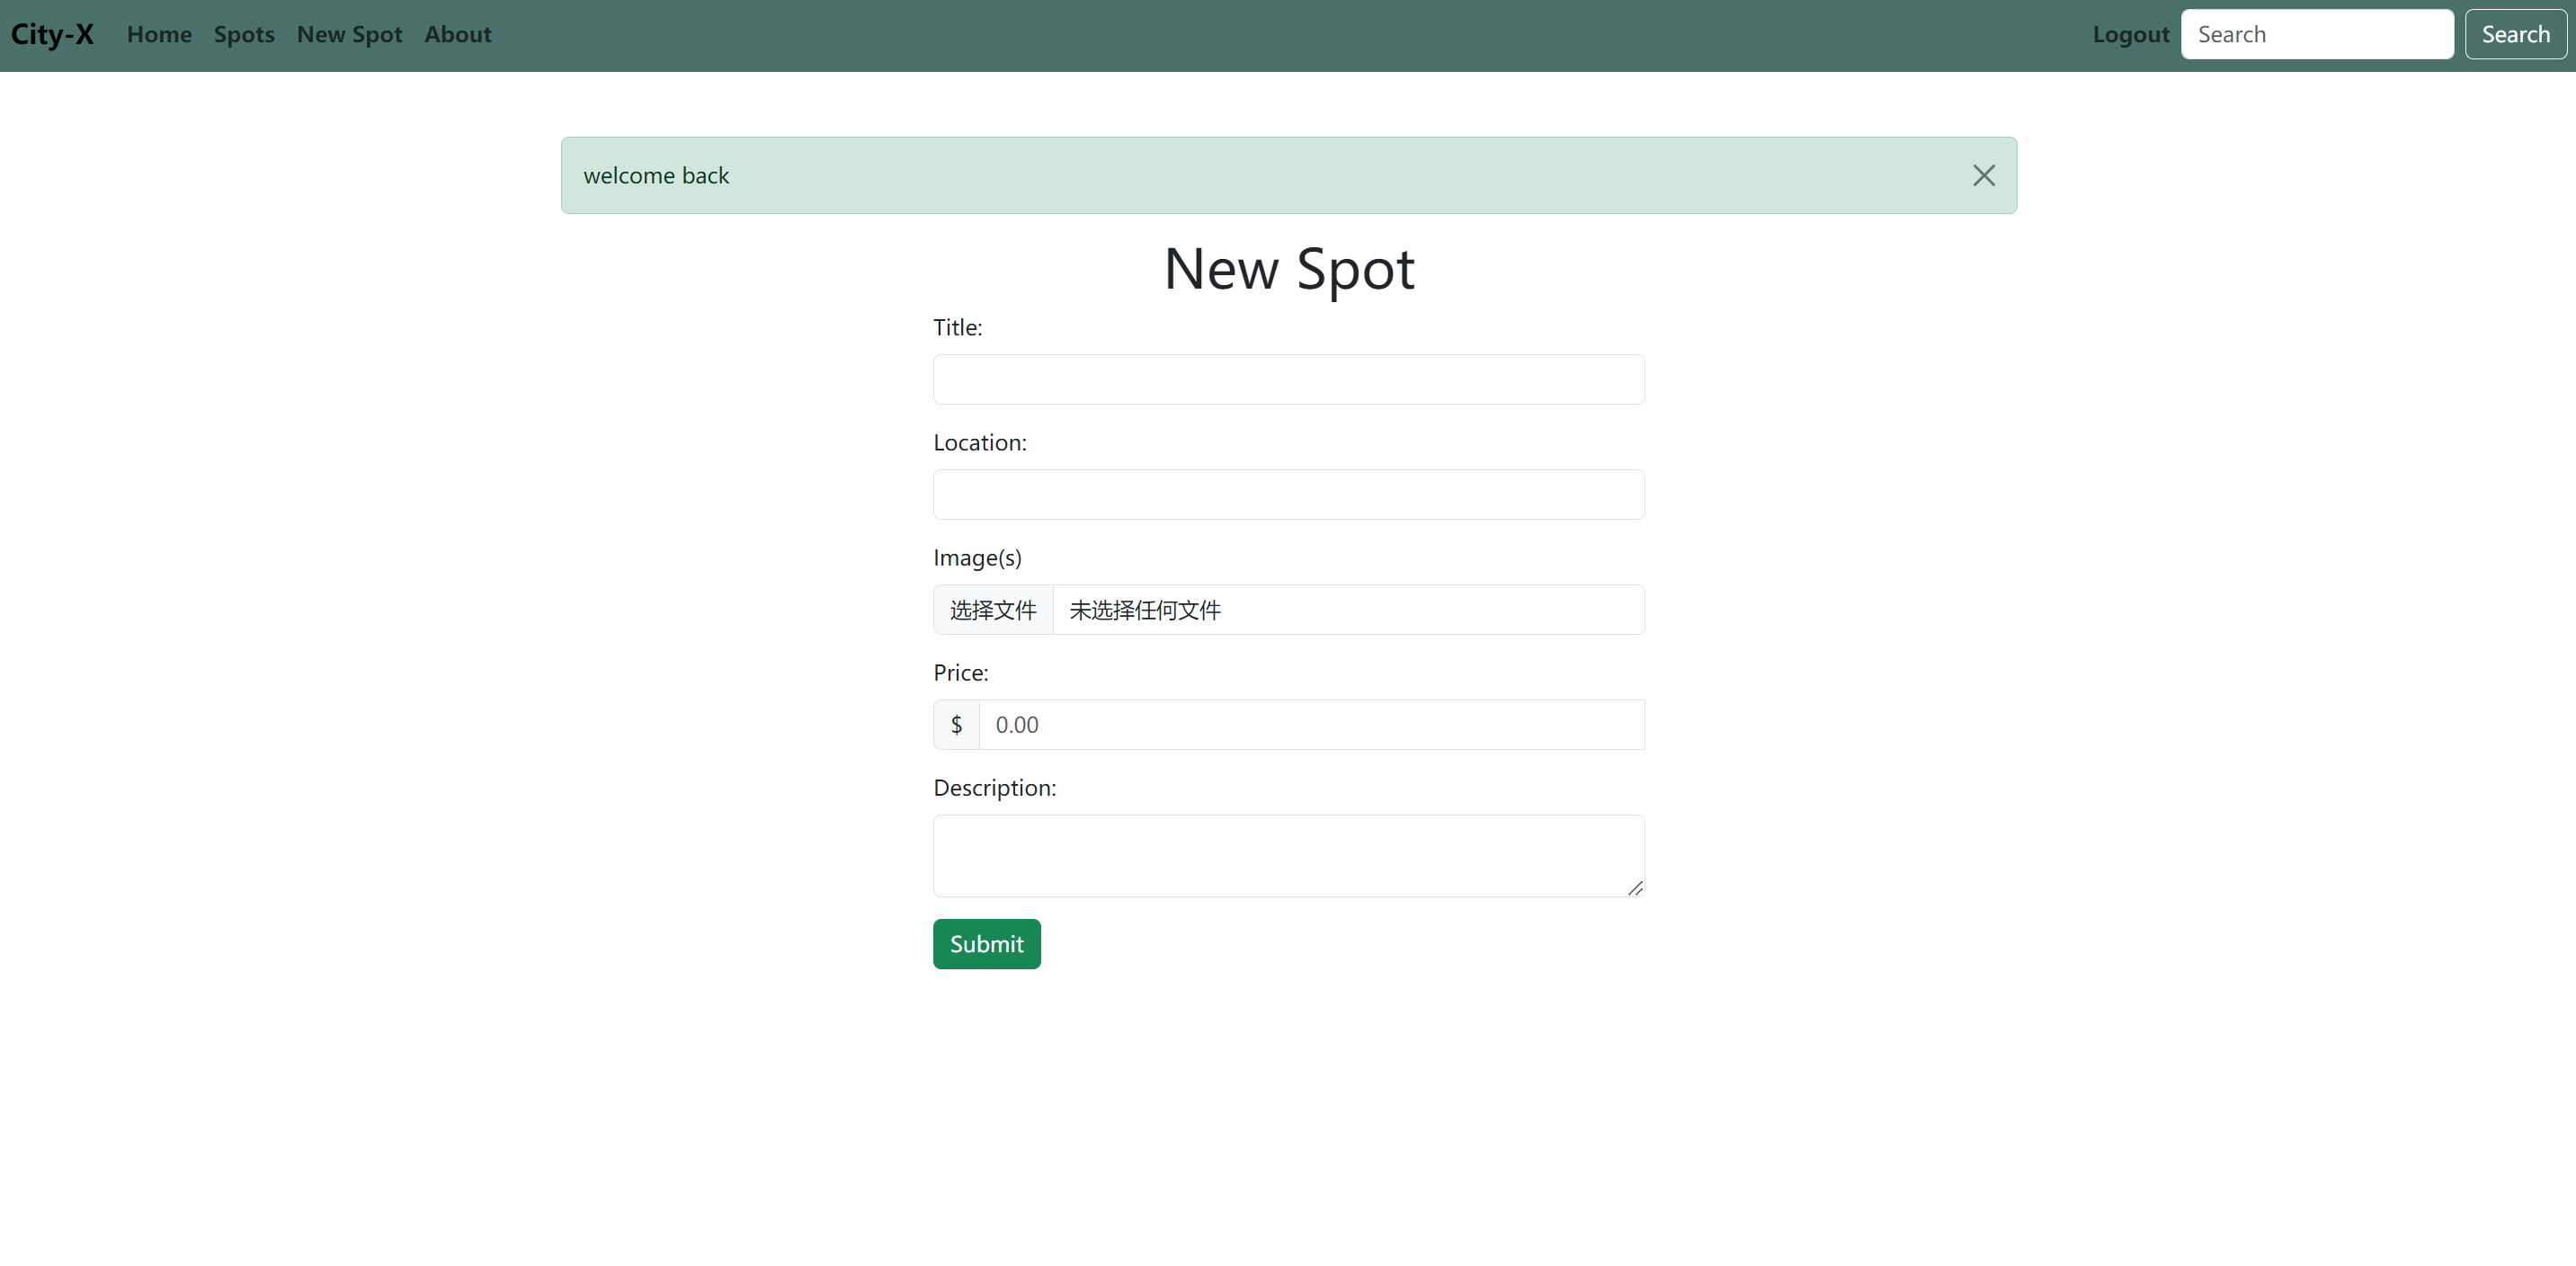 City-X Home Spots New Spot About Logout Search Search
welcome back
New Spot
Title:
Location:
Image(s)
选择文件 未选择任何文件
Price:
$ 0.00
Description:
Submit